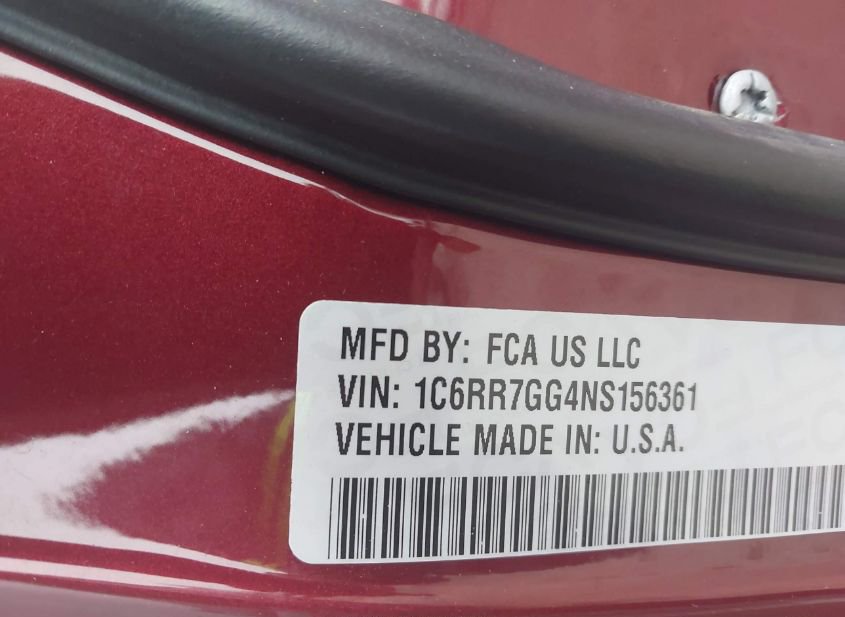 MFD BY: FCA US LLC
VIN: 1C6RR7GG4NS156361
VEHICLE MADE IN: U.S.A.